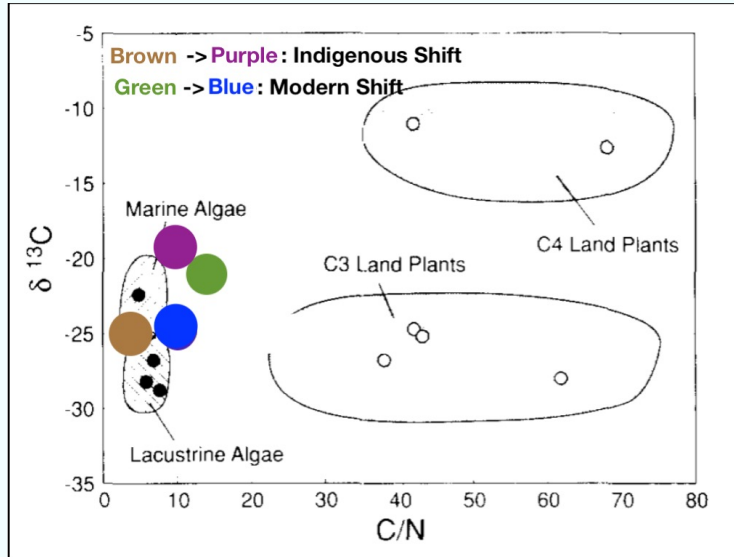 Brown -> Purple: Indigenous Shift
Green -> Blue: Modern Shift
-5
-10
-15
-20
-25
-30
-35
δ 13C
Marine Algae
C4 Land Plants
C3 Land Plants
Lacustrine Algae
0
10
20
30
40
50
60
70
80
C/N